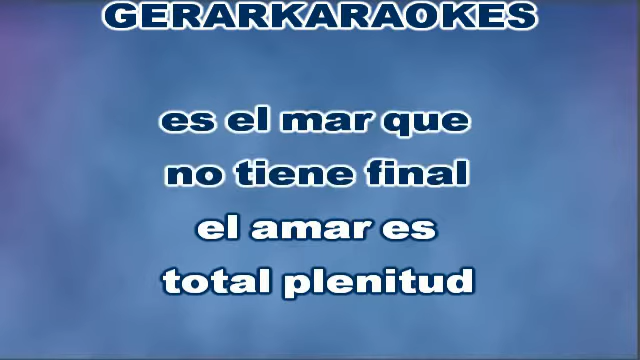 GERARKARAOKES
es el mar que
no tiene final
el amar es
total plenitud